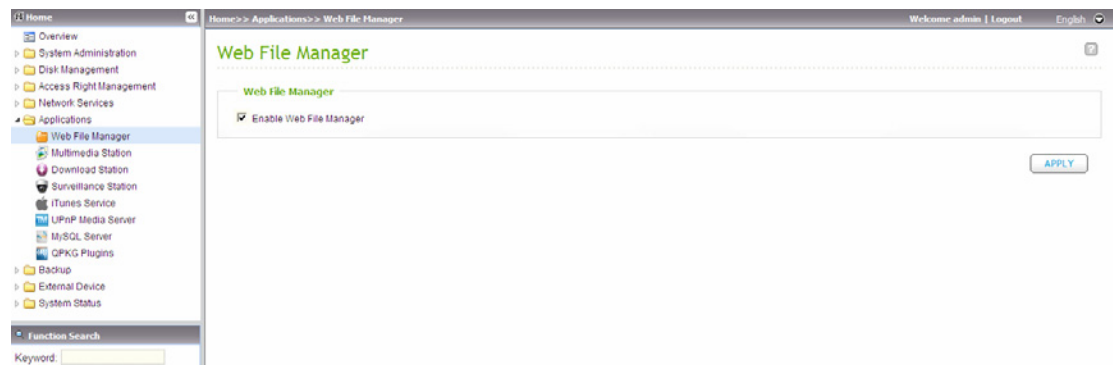 Home
Home>> Applications>> Web File Manager
Welcome admin | Logout
English
Overview
System Administration
Disk Management
Access Right Management
Network Services
Applications
Web File Manager
Multimedia Station
Download Station
Surveillance Station
iTunes Service
UPnP Media Server
MySQL Server
QPKG Plugins
Backup
External Device
System Status
Function Search
Keyword:
Web File Manager
Web File Manager
Enable Web File Manager
APPLY